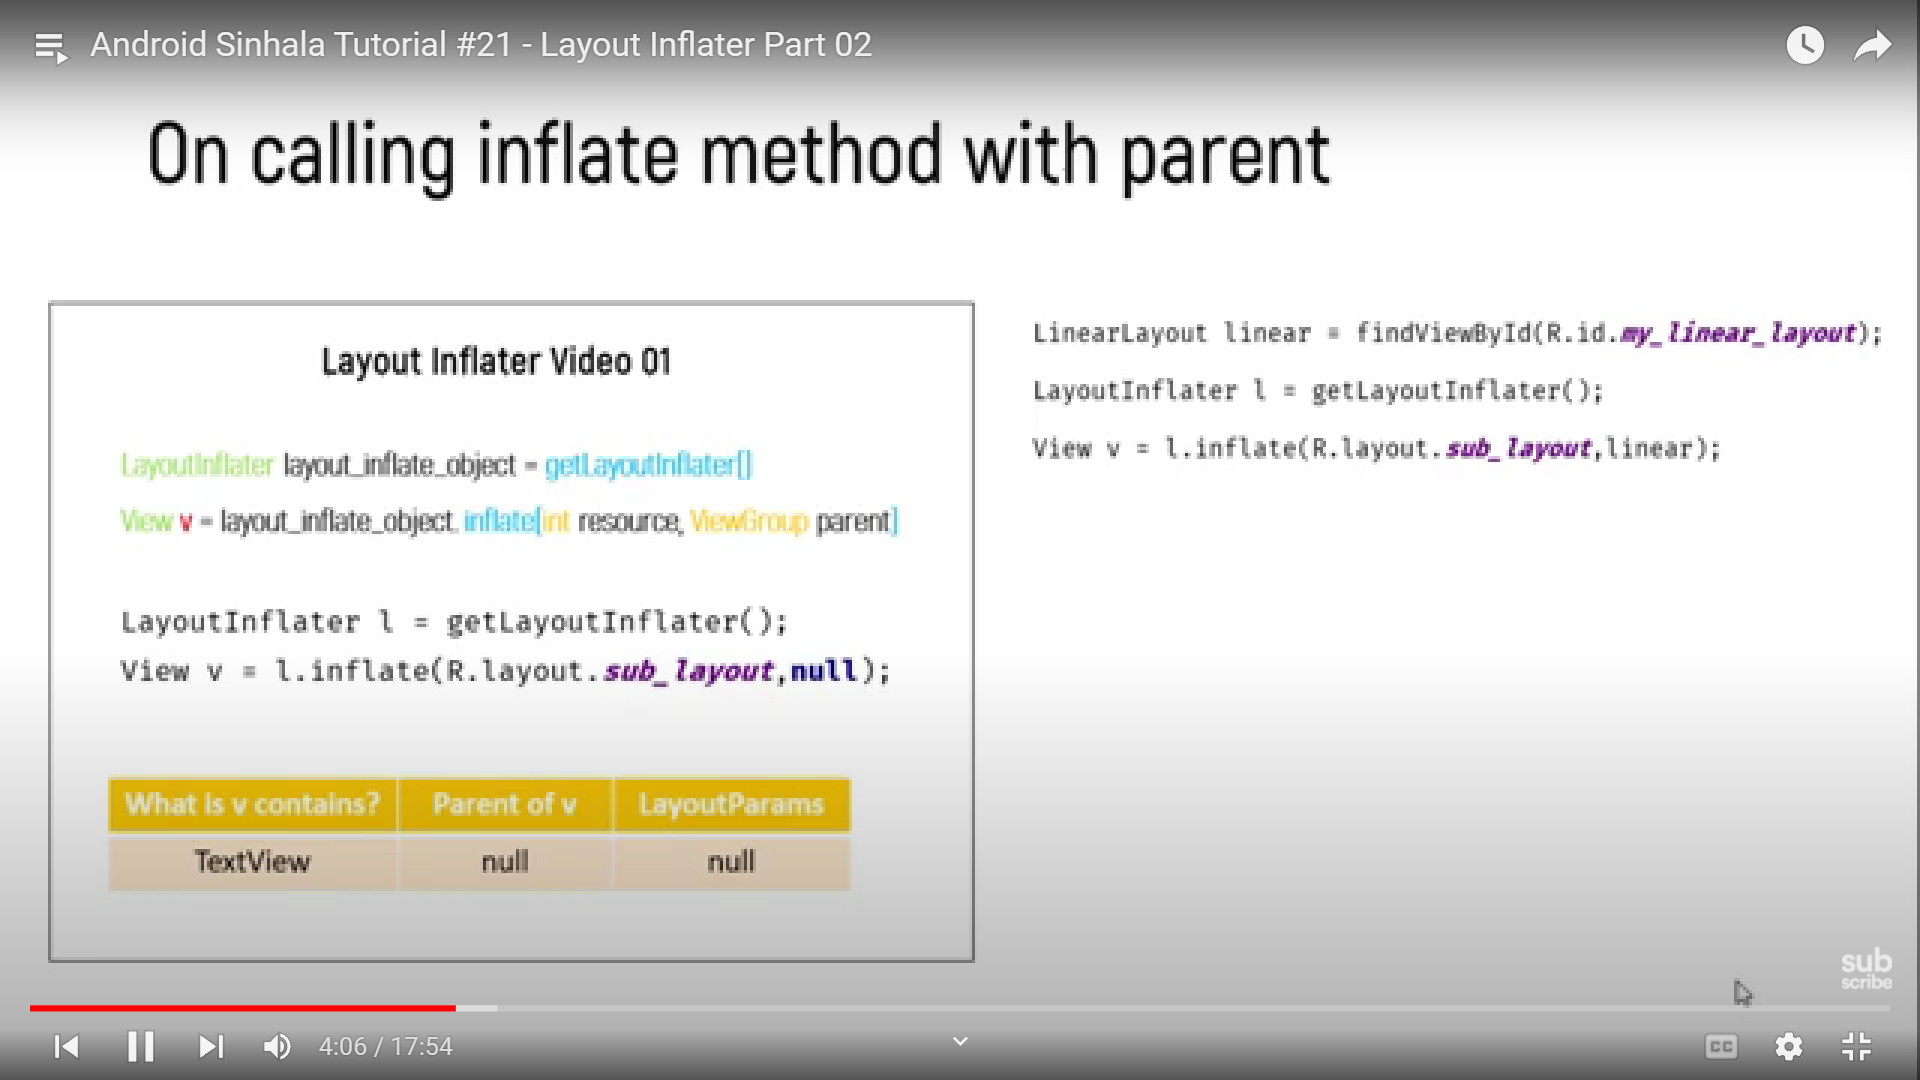 Android Sinhala Tutorial #21 - Layout Inflater Part 02
On calling inflate method with parent
Layout Inflater Video 01
LayoutInflater layout_inflate_object = getLayoutInflater()
View v = layout_inflate_object. inflate(int resource, ViewGroup parent)
LayoutInflater l = getLayoutInflater();
View v = l.inflate(R.layout.sub_layout,null);
What is v contains? Parent of v LayoutParams
TextView null null
LinearLayout linear = findViewById(R.id.my_linear_layout);
LayoutInflater l = getLayoutInflater();
View v = l.inflate(R.layout.sub_layout,linear);
sub
scribe
4:06 / 17:54
CC